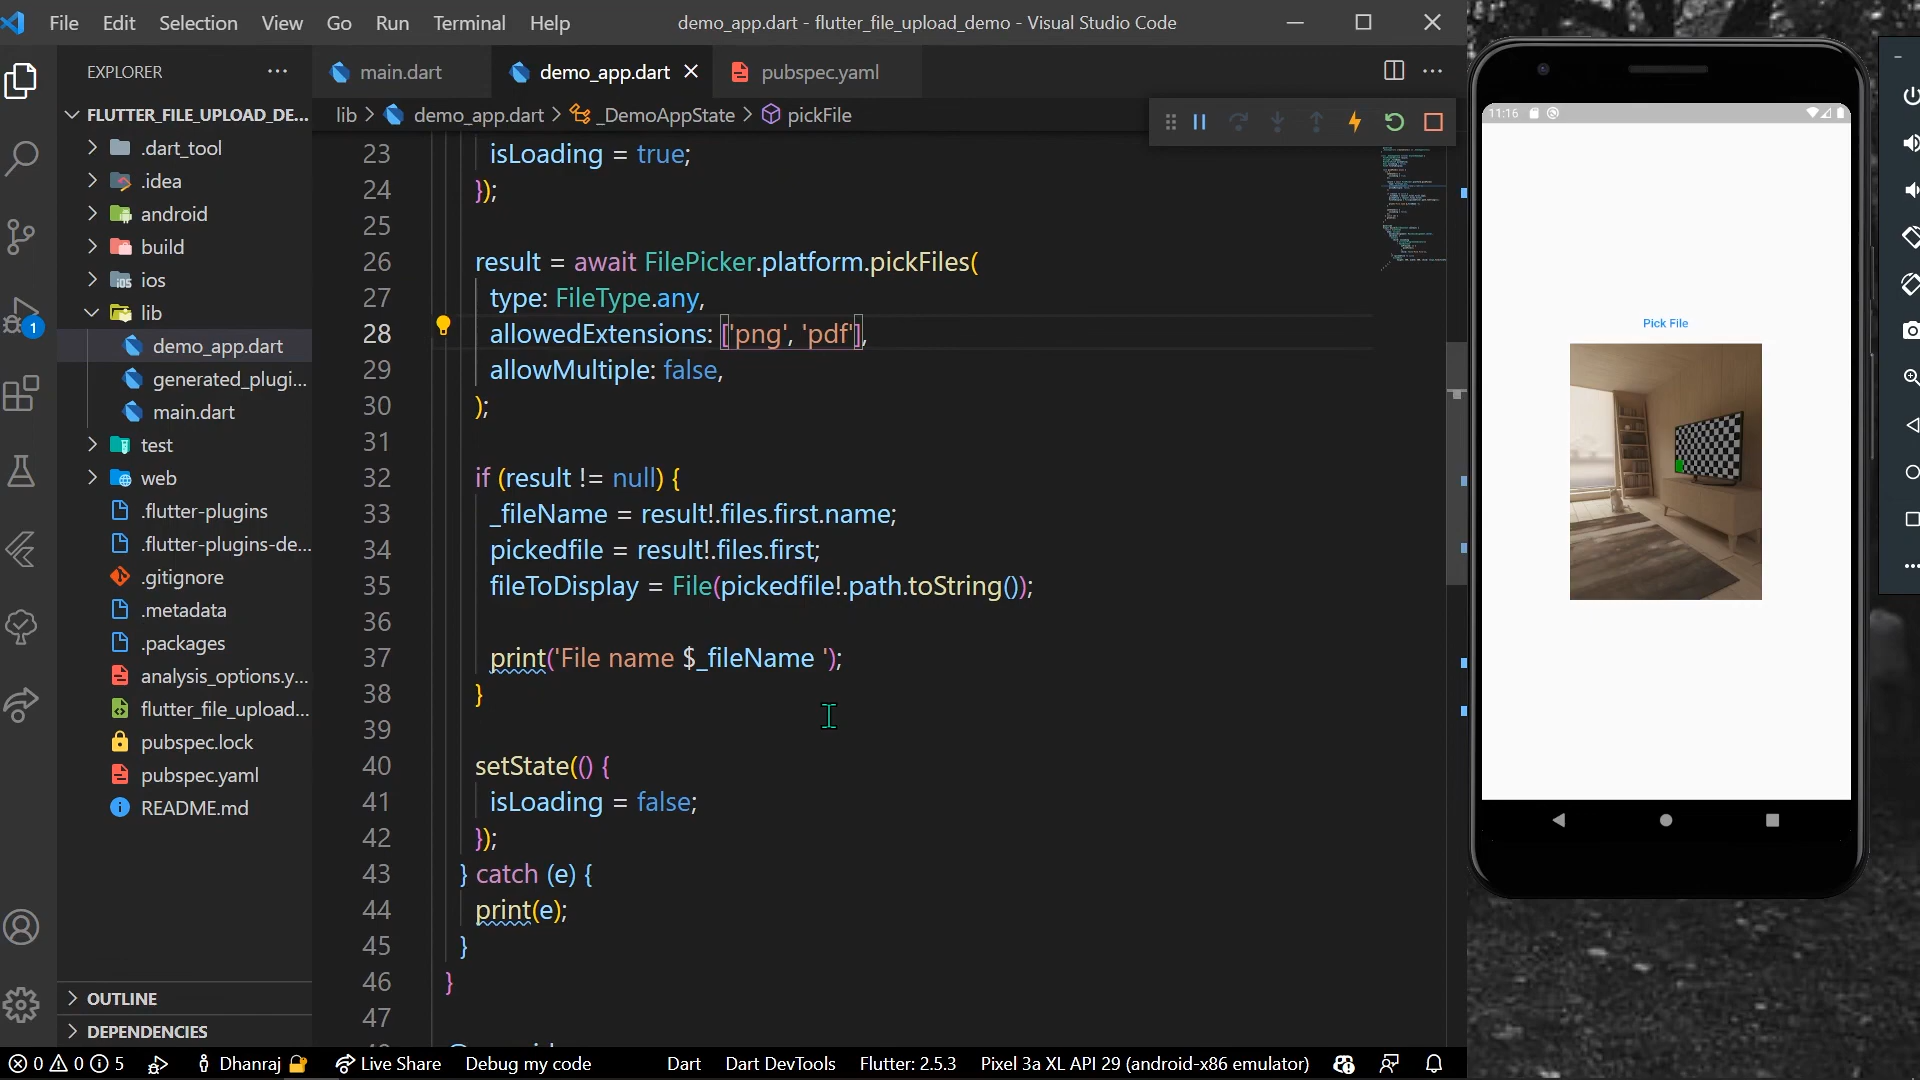 File Edit Selection View Go Run Terminal Help
demo_app.dart - flutter_file_upload_demo - Visual Studio Code
EXPLORER
FLUTTER_FILE_UPLOAD_DE...
.dart_tool
.idea
android
build
ios
lib
demo_app.dart
generated_plugi...
main.dart
test
web
.flutter-plugins
.flutter-plugins-de...
.gitignore
.metadata
.packages
analysis_options.y...
flutter_file_upload...
pubspec.lock
pubspec.yaml
README.md
OUTLINE
DEPENDENCIES
1
main.dart demo_app.dart pubspec.yaml
lib > demo_app.dart > _DemoAppState > pickFile
23 isLoading = true;
24 });
25
26 result = await FilePicker.platform.pickFiles(
27 type: FileType.any,
28 allowedExtensions: ['png', 'pdf'],
29 allowMultiple: false,
30 );
31
32 if (result != null) {
33 _fileName = result!.files.first.name;
34 pickedfile = result!.files.first;
35 fileToDisplay = File(pickedfile!.path.toString());
36
37 print('File name $_fileName ');
38 }
39
40 setState(() {
41 isLoading = false;
42 });
43 } catch (e) {
44 print(e);
45 }
46 }
47
11:16
Pick File
0 0 5 Dhanraj Live Share Debug my code Dart Dart DevTools Flutter: 2.5.3 Pixel 3a XL API 29 (android-x86 emulator)